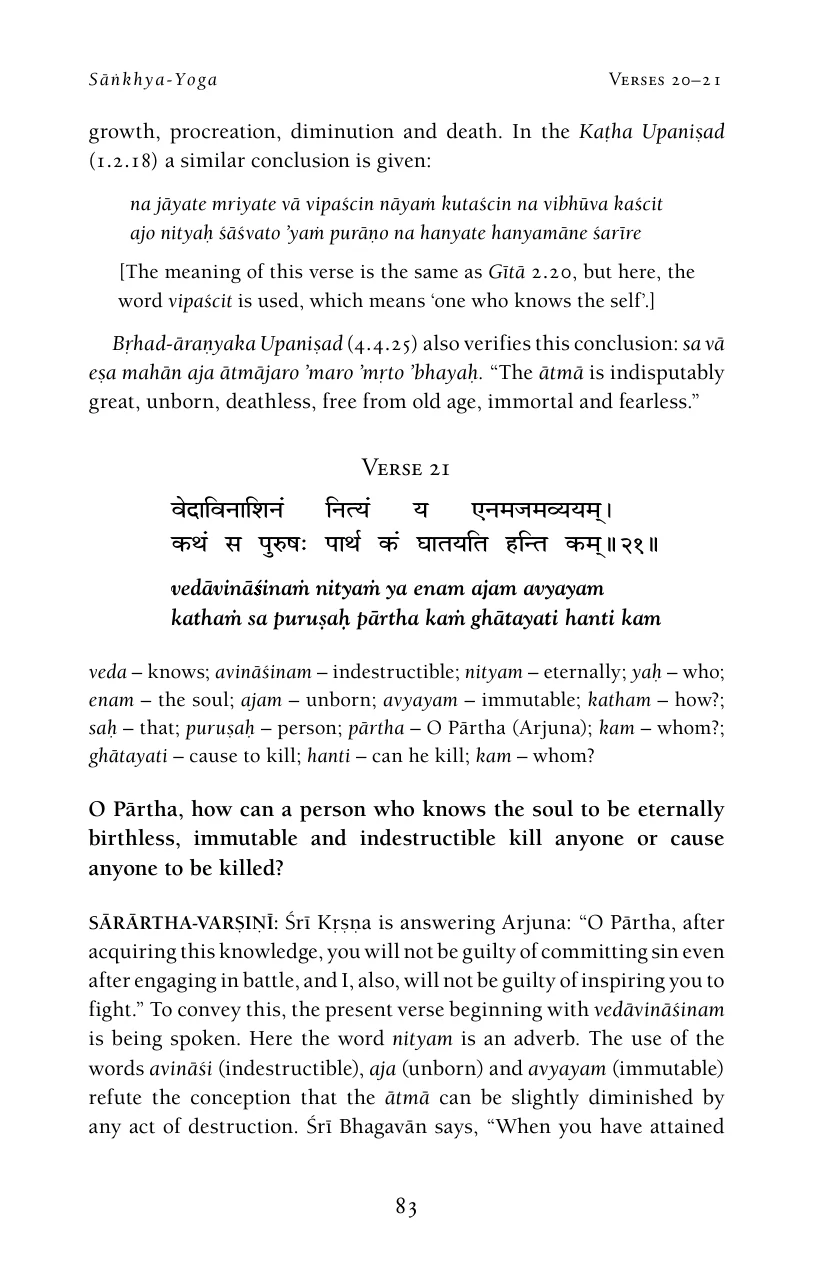 Sāṅkhya-Yoga Verses 20–21
growth, procreation, diminution and death. In the Kaṭha Upaniṣad
(1.2.18) a similar conclusion is given:
na jāyate mriyate vā vipaścin nāyaṁ kutaścin na vibhūva kaścit
ajo nityaḥ śāśvato ’yaṁ purāṇo na hanyate hanyamāne śarīre
[The meaning of this verse is the same as Gītā 2.20, but here, the
word vipaścit is used, which means ‘one who knows the self’.]
Bṛhad-āraṇyaka Upaniṣad (4.4.25) also verifies this conclusion: sa vā
eṣa mahān aja ātmājaro ’maro ’mṛto ’bhayaḥ. “The ātmā is indisputably
great, unborn, deathless, free from old age, immortal and fearless.”
Verse 21
वेदाविनाशिनं नित्यं य एनमजमव्ययम्।
कथं स पुरुषः पार्थ कं घातयति हन्ति कम्॥२१॥
vedāvināśinaṁ nityaṁ ya enam ajam avyayam
kathaṁ sa puruṣaḥ pārtha kaṁ ghātayati hanti kam
veda – knows; avināśinam – indestructible; nityam – eternally; yaḥ – who;
enam – the soul; ajam – unborn; avyayam – immutable; katham – how?;
saḥ – that; puruṣaḥ – person; pārtha – O Pārtha (Arjuna); kam – whom?;
ghātayati – cause to kill; hanti – can he kill; kam – whom?
O Pārtha, how can a person who knows the soul to be eternally
birthless, immutable and indestructible kill anyone or cause
anyone to be killed?
SĀRĀRTHA-VARṢIṆĪ: Śrī Kṛṣṇa is answering Arjuna: “O Pārtha, after
acquiring this knowledge, you will not be guilty of committing sin even
after engaging in battle, and I, also, will not be guilty of inspiring you to
fight.” To convey this, the present verse beginning with vedāvināśinam
is being spoken. Here the word nityam is an adverb. The use of the
words avināśi (indestructible), aja (unborn) and avyayam (immutable)
refute the conception that the ātmā can be slightly diminished by
any act of destruction. Śrī Bhagavān says, “When you have attained
83